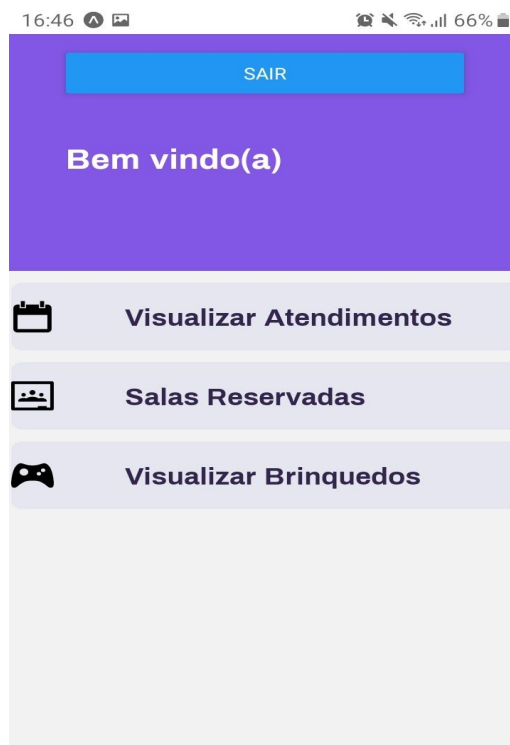 16:46 66%
SAIR
Bem vindo(a)
Visualizar Atendimentos
Salas Reservadas
Visualizar Brinquedos